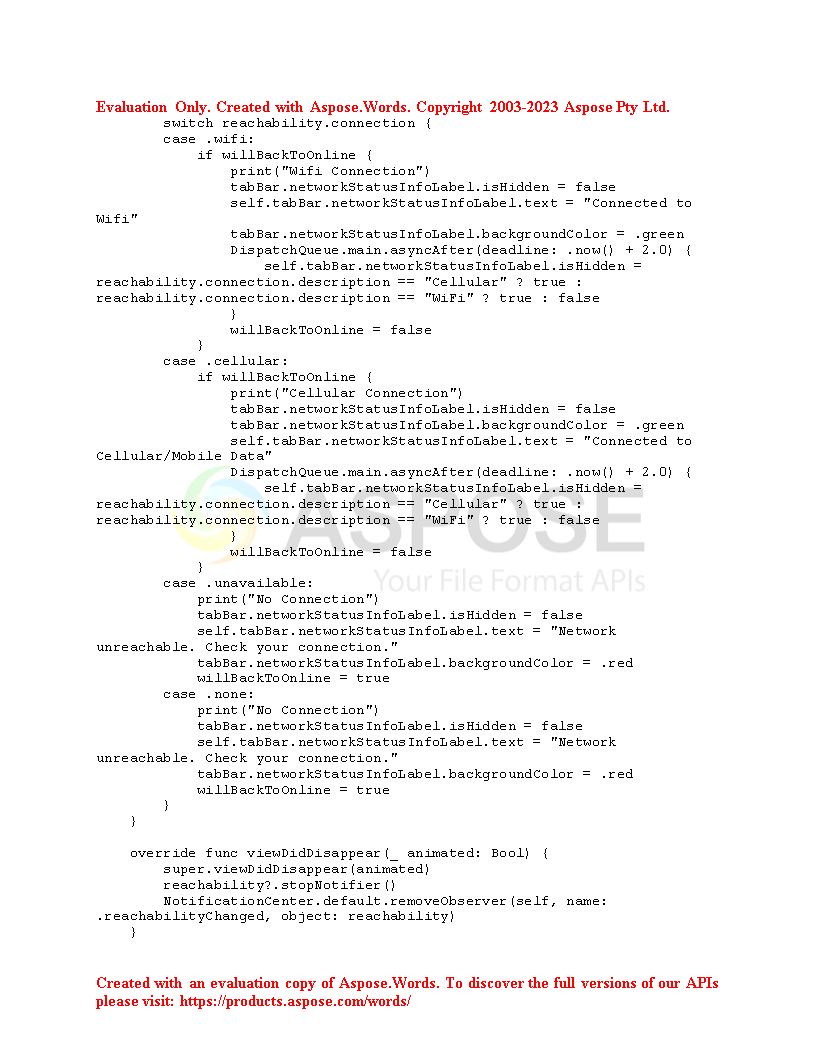 Evaluation Only. Created with Aspose.Words. Copyright 2003-2023 Aspose Pty Ltd.
        switch reachability.connection {
        case .wifi:
            if willBackToOnline {
                print("Wifi Connection")
                tabBar.networkStatusInfoLabel.isHidden = false
                self.tabBar.networkStatusInfoLabel.text = "Connected to
Wifi"
                tabBar.networkStatusInfoLabel.backgroundColor = .green
                DispatchQueue.main.asyncAfter(deadline: .now() + 2.0) {
                    self.tabBar.networkStatusInfoLabel.isHidden =
reachability.connection.description == "Cellular" ? true :
reachability.connection.description == "WiFi" ? true : false
                }
                willBackToOnline = false
            }
        case .cellular:
            if willBackToOnline {
                print("Cellular Connection")
                tabBar.networkStatusInfoLabel.isHidden = false
                tabBar.networkStatusInfoLabel.backgroundColor = .green
                self.tabBar.networkStatusInfoLabel.text = "Connected to
Cellular/Mobile Data"
                DispatchQueue.main.asyncAfter(deadline: .now() + 2.0) {
                    self.tabBar.networkStatusInfoLabel.isHidden =
reachability.connection.description == "Cellular" ? true :
reachability.connection.description == "WiFi" ? true : false
                }
                willBackToOnline = false
            }
ASPOSE
Your File Format APIs
        case .unavailable:
            print("No Connection")
            tabBar.networkStatusInfoLabel.isHidden = false
            self.tabBar.networkStatusInfoLabel.text = "Network
unreachable. Check your connection."
            tabBar.networkStatusInfoLabel.backgroundColor = .red
            willBackToOnline = true
        case .none:
            print("No Connection")
            tabBar.networkStatusInfoLabel.isHidden = false
            self.tabBar.networkStatusInfoLabel.text = "Network
unreachable. Check your connection."
            tabBar.networkStatusInfoLabel.backgroundColor = .red
            willBackToOnline = true
        }
    }
    override func viewDidDisappear(_ animated: Bool) {
        super.viewDidDisappear(animated)
        reachability?.stopNotifier()
        NotificationCenter.default.removeObserver(self, name:
.reachabilityChanged, object: reachability)
    }
Created with an evaluation copy of Aspose.Words. To discover the full versions of our APIs
please visit: https://products.aspose.com/words/